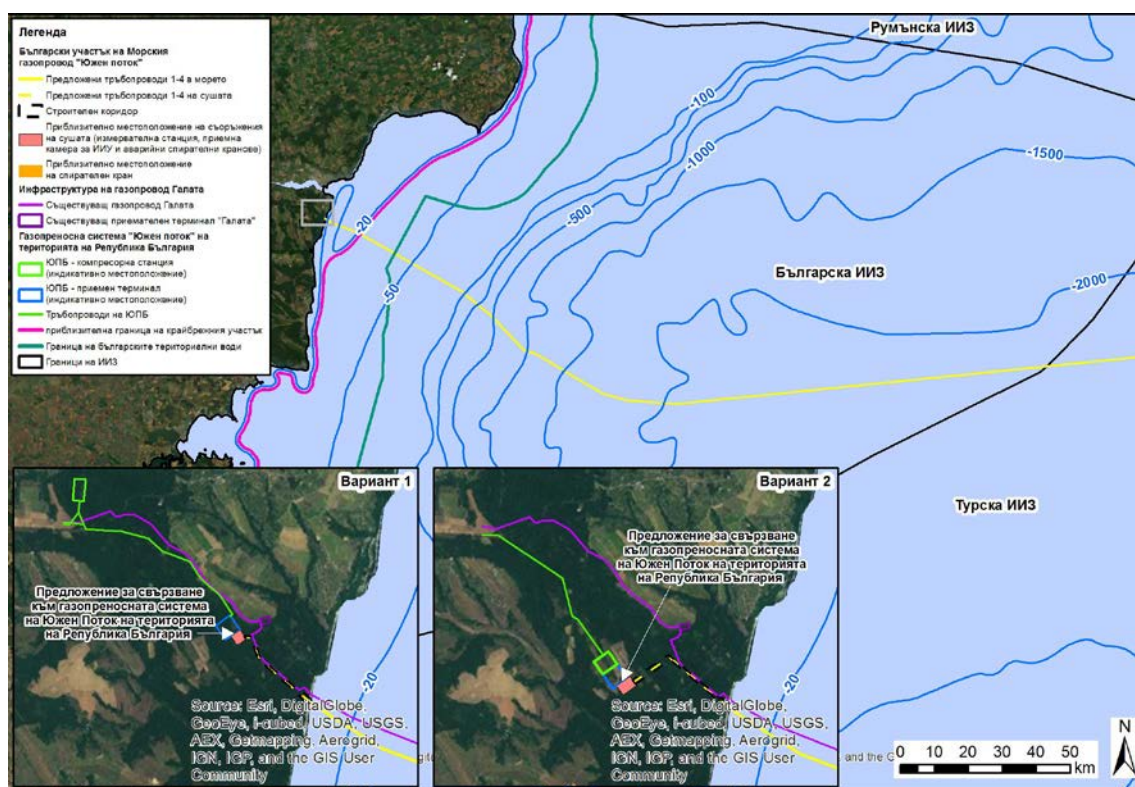 Легенда
Български участък на Морския
газопровод "Южен поток"
Предложени тръбопроводи 1-4 в морето
Предложени тръбопроводи 1-4 на сушата
Строителен коридор
Приблизително местоположение на съоръжения
на сушата (измервателна станция, приемна
камера за ИИУ и аварийни спирателни кранове)
Приблизително местоположение
на спирателен кран
Инфраструктура на газопровод Галата
Съществуващ газопровод Галата
Съществуващ приемателен терминал "Галата"
Газопреносна система "Южен поток" на
територията на Република България
ЮПБ - компресорна станция
(индикативно местоположение)
ЮПБ - приемен терминал
(индикативно местоположение)
Тръбопроводи на ЮПБ
приблизителна граница на крайбрежния участък
Граница на българските териториални води
Граници на ИИЗ
Румънска ИИЗ
-100
-1000
-1500
-500
-20
-50
Българска ИИЗ
-2000
Турска ИИЗ
Вариант 1
Предложение за свързване
към газопреносната система
на Южен Поток на територията
на Република България
-20
Source: Esri, DigitalGlobe,
GeoEye, i-cubed, USDA, USGS,
AEX, Getmapping, Aerogrid,
IGN, IGP, and the GIS User
Community
Вариант 2
Предложение за свързване
към газопреносната система
на Южен Поток на територията
на Република България
-20
Source: Esri, DigitalGlobe,
GeoEye, i-cubed, USDA, USGS,
AEX, Getmapping, Aerogrid,
IGN, IGP, and the GIS User
Community
and the G
0 10 20 30 40 50
km
N